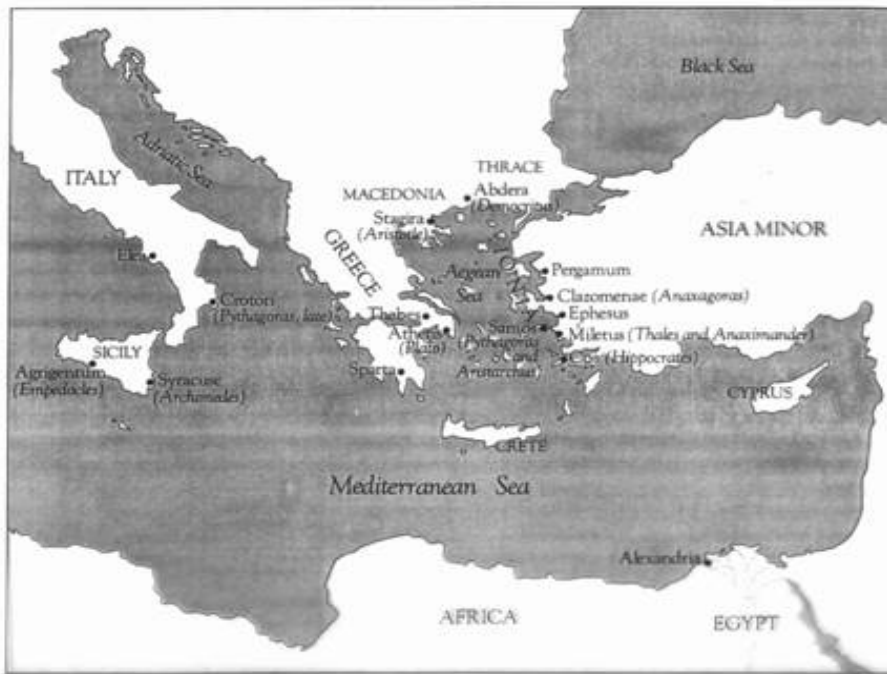 Black Sea
Adriatic Sea
ITALY
THRACE
MACEDONIA
Abdera
(Democritus)
Stagira
(Aristotle)
ASIA MINOR
GREECE
IONIA
Elea
Aegean
Sea
Pergamum
Clazomenae (Anaxagoras)
Crotori
(Pythagoras, late)
Thebes
Ephesus
Athens
(Plato)
Samos
(Pythagoras
and
Aristarchus)
Miletus (Thales and Anaximander)
Cos (Hippocrates)
SICILY
Agrigentum
(Empedocles)
Syracuse
(Archimedes)
Sparta
CYPRUS
CRETE
Mediterranean Sea
Alexandria
AFRICA
EGYPT